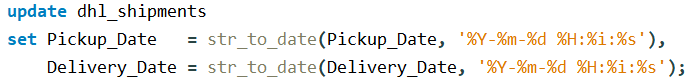 update dhl_shipments
set Pickup_Date   = str_to_date(Pickup_Date, '%Y-%m-%d %H:%i:%s'),
    Delivery_Date = str_to_date(Delivery_Date, '%Y-%m-%d %H:%i:%s');